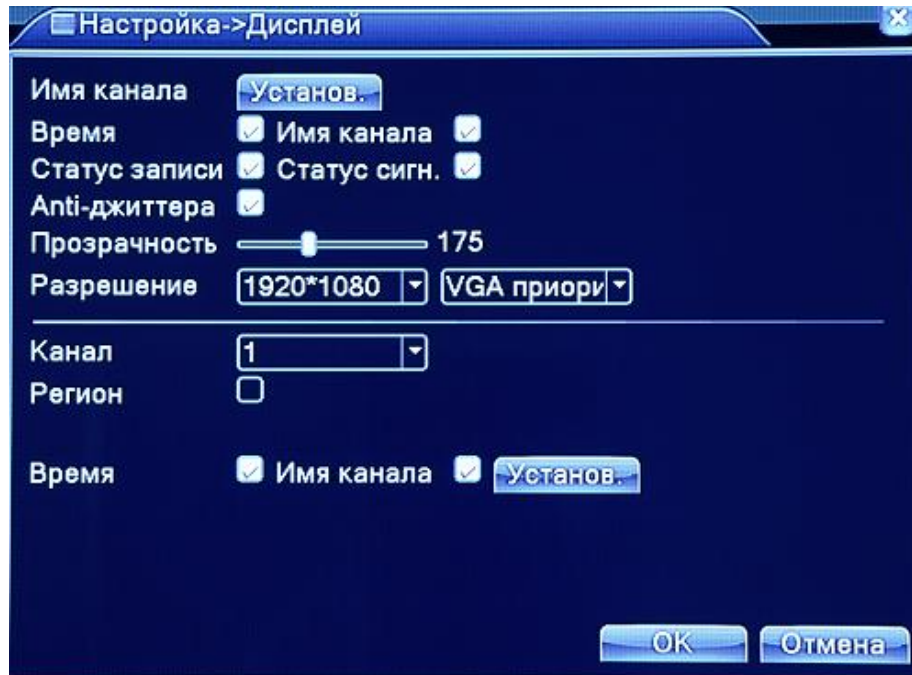 Настройка->Дисплей
Имя канала Установ.
Время Имя канала
Статус записи Статус сигн.
Anti-джиттера
Прозрачность 175
Разрешение 1920*1080 VGA приори
Канал 1
Регион
Время Имя канала Установ.
OK Отмена